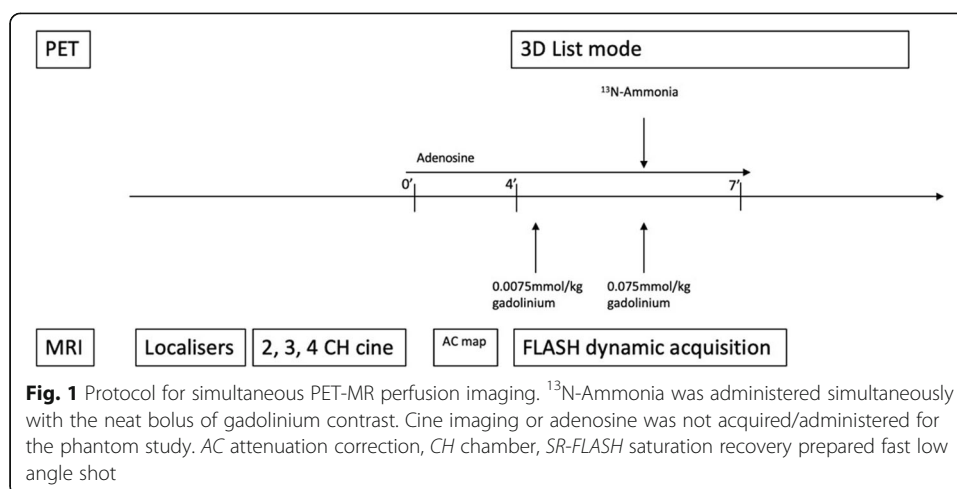 PET
3D List mode
¹³N-Ammonia
Adenosine
0'
4'
7'
0.0075mmol/kg
gadolinium
0.075mmol/kg
gadolinium
MRI
Localisers
2, 3, 4 CH cine
AC map
FLASH dynamic acquisition
Fig. 1 Protocol for simultaneous PET-MR perfusion imaging. ¹³N-Ammonia was administered simultaneously
with the neat bolus of gadolinium contrast. Cine imaging or adenosine was not acquired/administered for
the phantom study. AC attenuation correction, CH chamber, SR-FLASH saturation recovery prepared fast low
angle shot